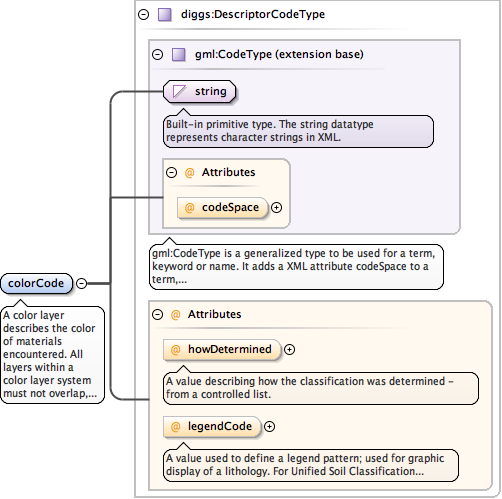 diggs:DescriptorCodeType
gml:CodeType (extension base)
string
Built-in primitive type. The string datatype
represents character strings in XML.
@ Attributes
@ codeSpace
gml:CodeType is a generalized type to be used for a term,
keyword or name. It adds a XML attribute codeSpace to a
term,...
colorCode
A color layer
describes the color
of materials
encountered. All
layers within a
color layer system
must not overlap,...
@ Attributes
@ howDetermined
A value describing how the classification was determined -
from a controlled list.
@ legendCode
A value used to define a legend pattern; used for graphic
display of a lithology. For Unified Soil Classification...